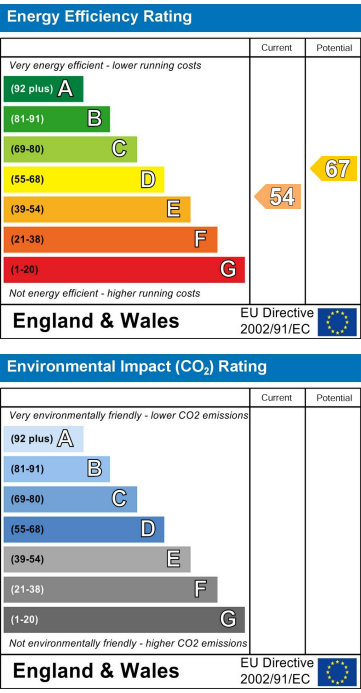 Energy Efficiency Rating
Current Potential
Very energy efficient - lower running costs
(92 plus) A
(81-91) B
(69-80) C
(55-68) D
(39-54) E
(21-38) F
(1-20) G
54
67
Not energy efficient - higher running costs
England & Wales
EU Directive
2002/91/EC
Environmental Impact (CO2) Rating
Current Potential
Very environmentally friendly - lower CO2 emissions
(92 plus) A
(81-91) B
(69-80) C
(55-68) D
(39-54) E
(21-38) F
(1-20) G
Not environmentally friendly - higher CO2 emissions
England & Wales
EU Directive
2002/91/EC